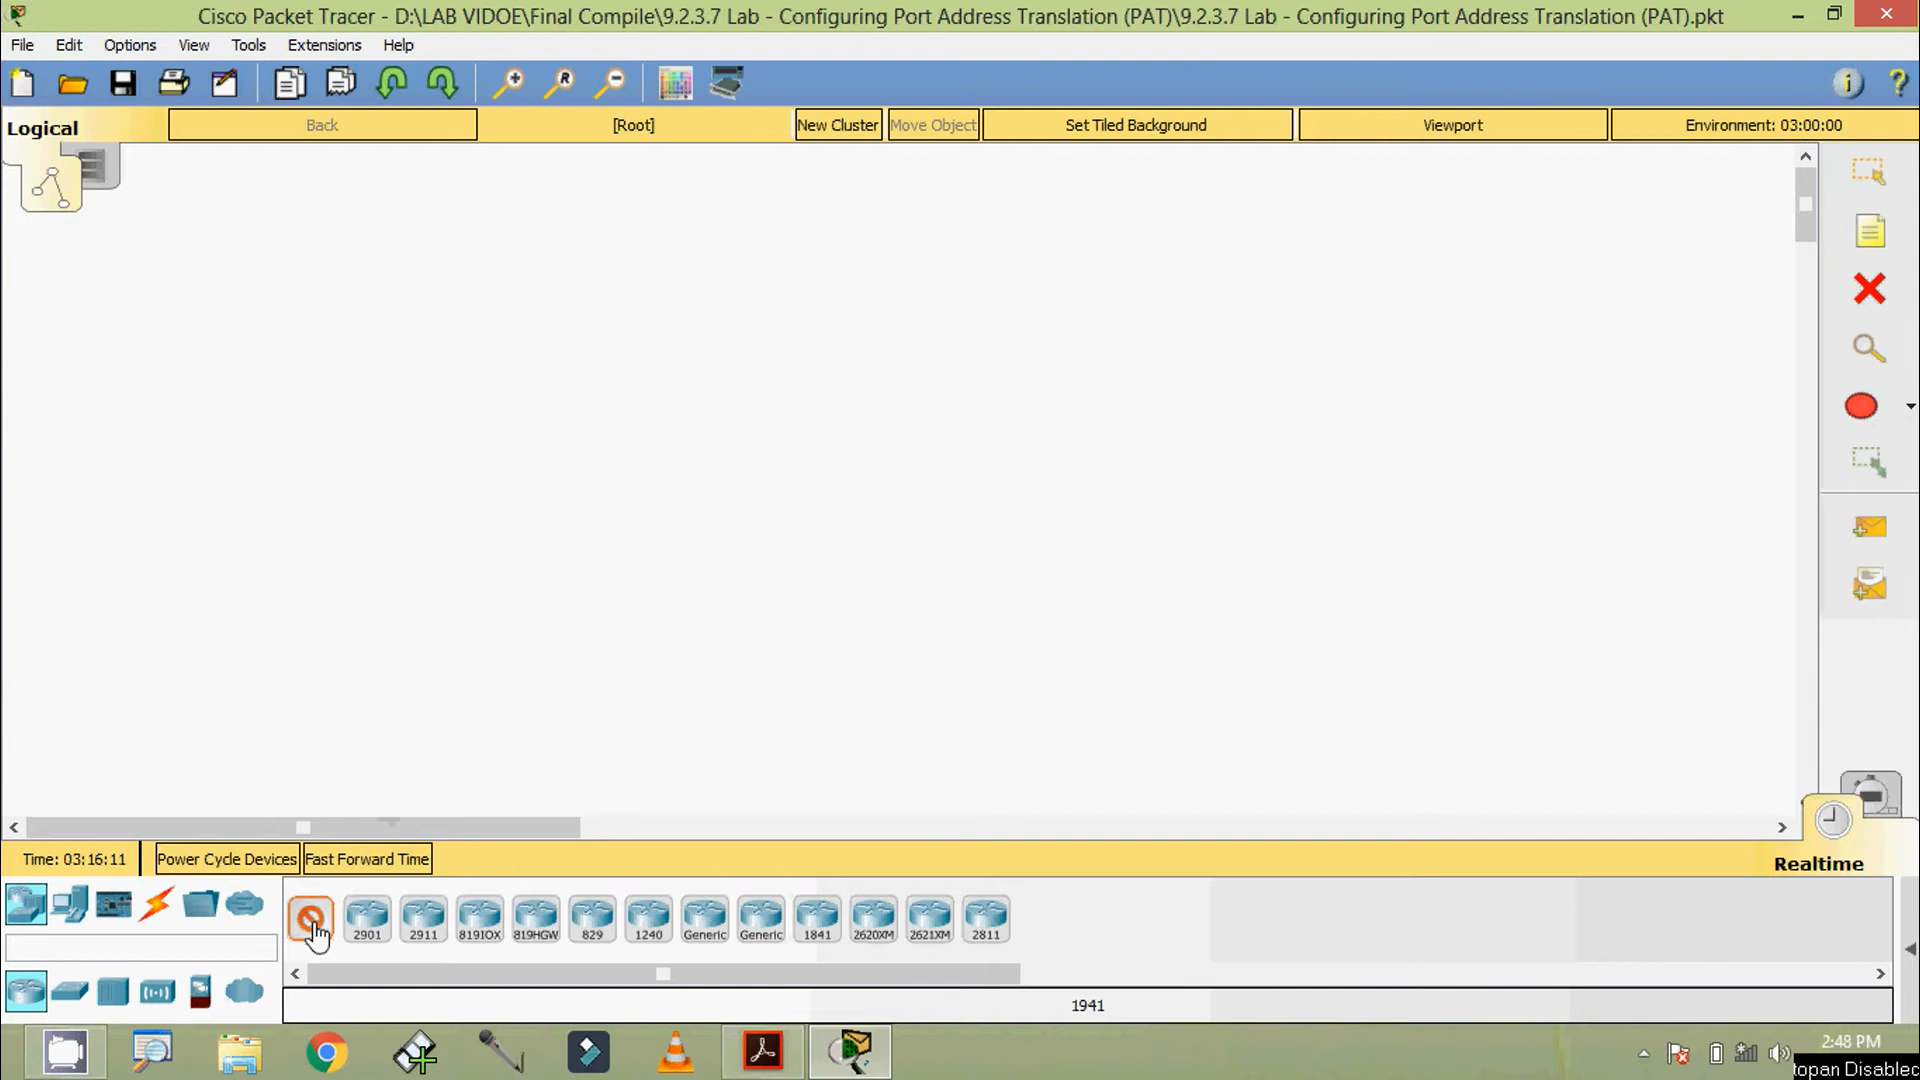 Cisco Packet Tracer - D:\LAB VIDOE\Final Compile\9.2.3.7 Lab - Configuring Port Address Translation (PAT)\9.2.3.7 Lab - Configuring Port Address Translation (PAT).pkt
File Edit Options View Tools Extensions Help
Logical Back [Root] New Cluster Move Object Set Tiled Background Viewport Environment: 03:00:00
Time: 03:16:11 Power Cycle Devices Fast Forward Time
Realtime
2901 2911 819IOX 819HGW 829 1240 Generic Generic 1841 2620XM 2621XM 2811
1941
2:48 PM
topan Disabled